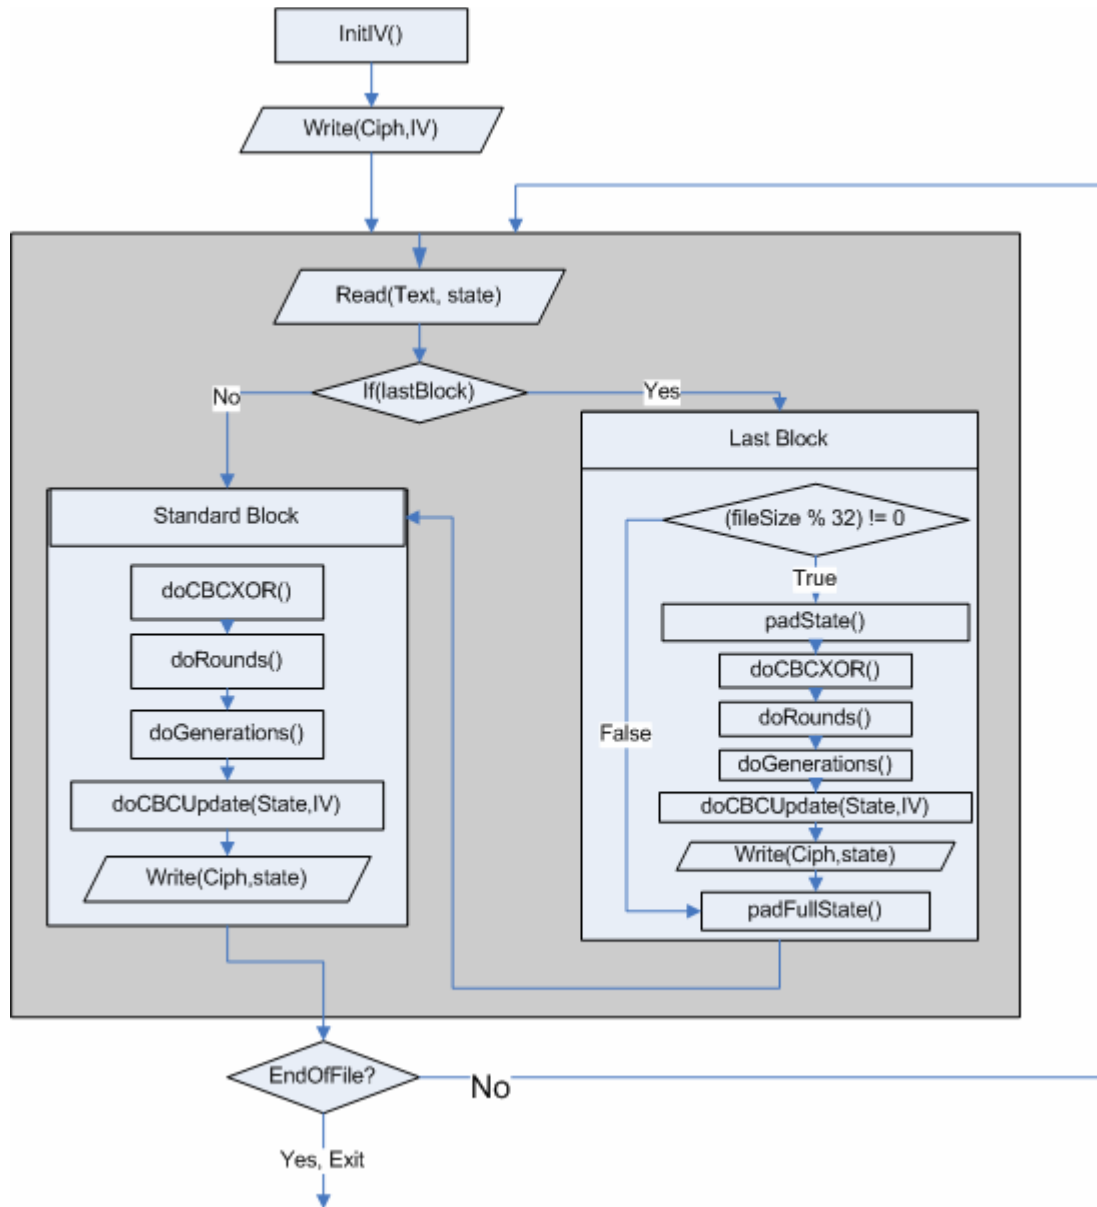 InitIV()
Write(Ciph,IV)
Read(Text, state)
If(lastBlock)
No
Yes
Last Block
(fileSize % 32) != 0
True
padState()
doCBCXOR()
doRounds()
doGenerations()
doCBCUpdate(State,IV)
Write(Ciph,state)
False
padFullState()
Standard Block
doCBCXOR()
doRounds()
doGenerations()
doCBCUpdate(State,IV)
Write(Ciph,state)
EndOfFile?
No
Yes, Exit